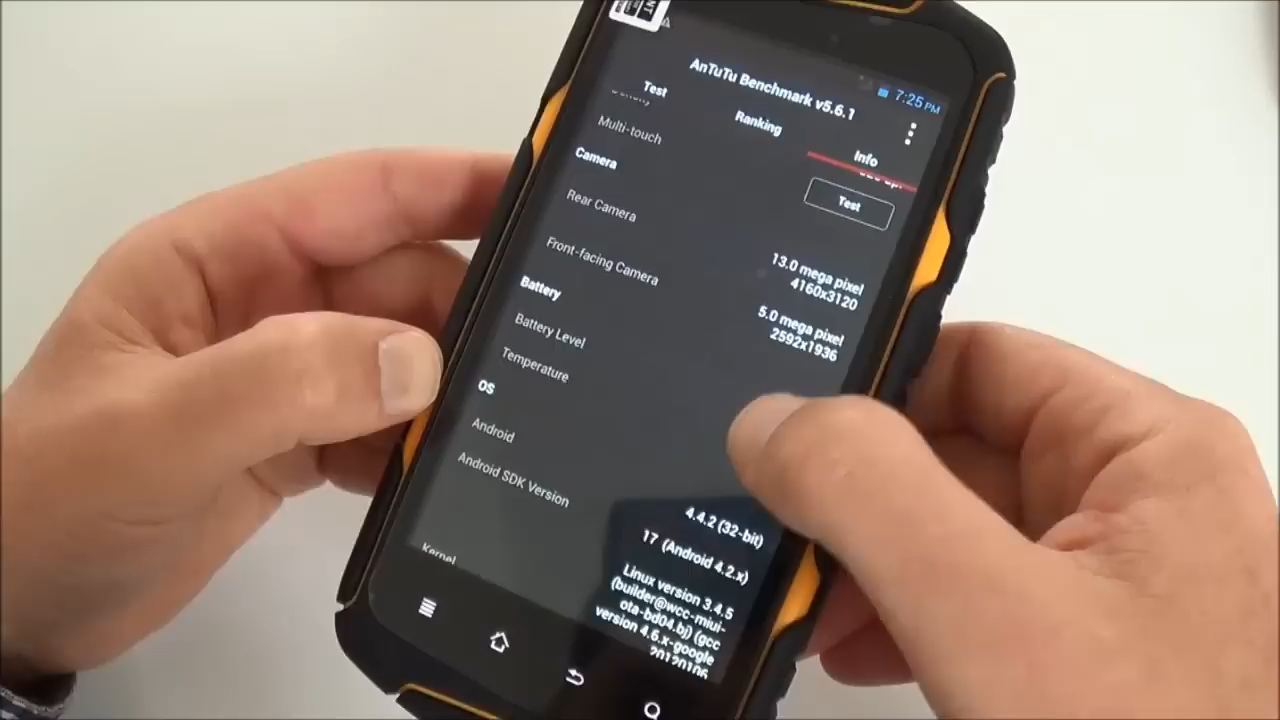 7:25 PM
AnTuTu Benchmark v5.6.1
Test
Ranking
Info
Multi-touch
Test
Camera
Rear Camera
13.0 mega pixel
4160x3120
Front-facing Camera
5.0 mega pixel
2592x1936
Battery
Battery Level
Temperature
OS
Android
4.4.2 (32-bit)
Android SDK Version
17 (Android 4.2.x)
Kernel
Linux version 3.4.5
(builder@wcc-miui-
ota-bd04.bj) (gcc
version 4.6.x-google
20120106